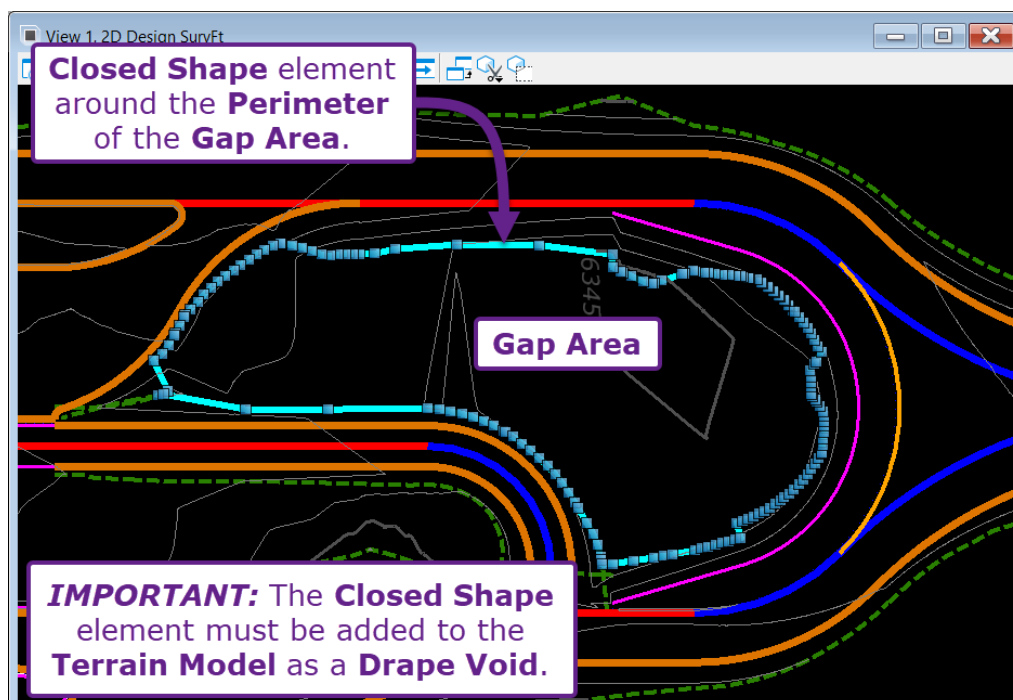 View 1, 2D Design SurvFt
Closed Shape element
around the Perimeter
of the Gap Area.
6345
Gap Area
IMPORTANT: The Closed Shape
element must be added to the
Terrain Model as a Drape Void.